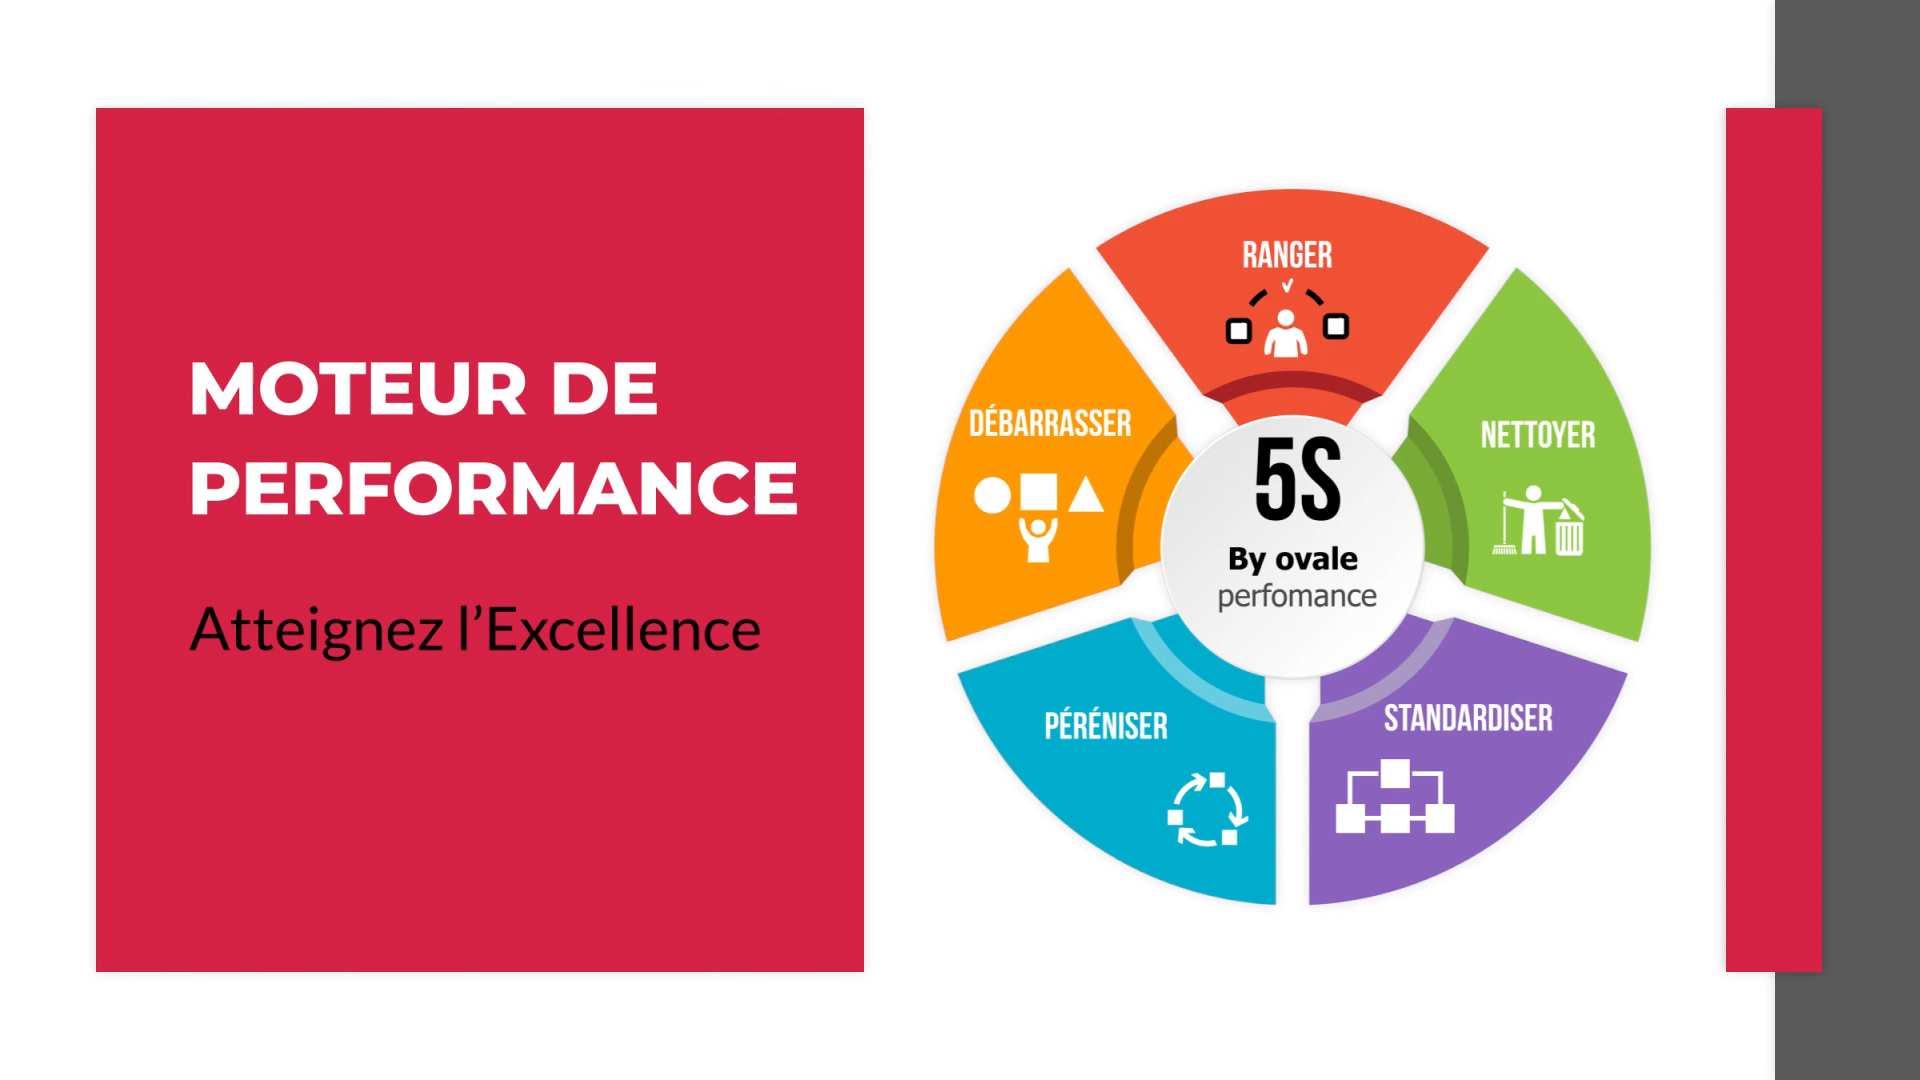 MOTEUR DE
PERFORMANCE
Atteignez l’Excellence
RANGER
DÉBARRASSER
NETTOYER
5S
By ovale
perfomance
PÉRÉNISER
STANDARDISER